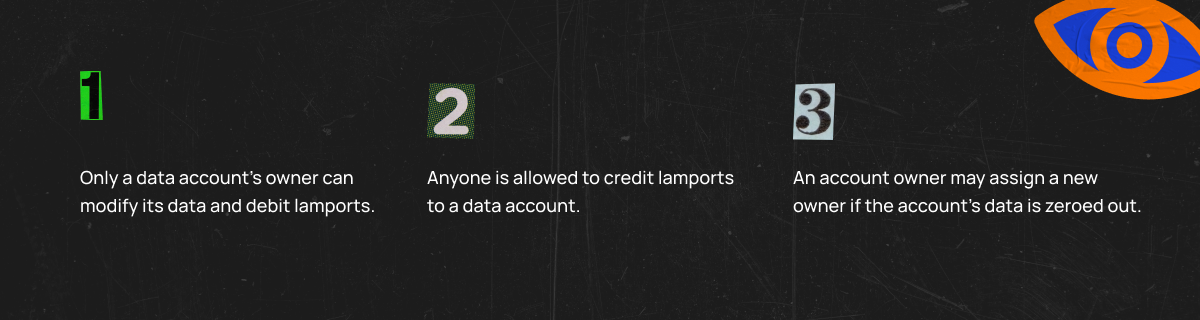 1
Only a data account's owner can
modify its data and debit lamports.
2
Anyone is allowed to credit lamports
to a data account.
3
An account owner may assign a new
owner if the account's data is zeroed out.